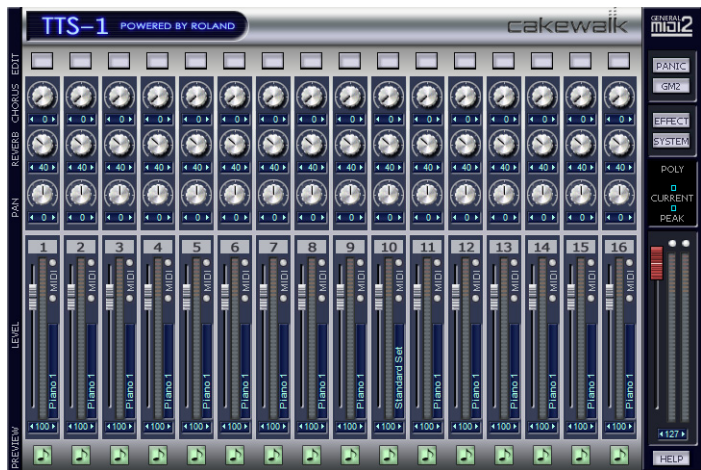 TTS-1 POWERED BY ROLAND
cakewalk
GENERAL MIDI2
EDIT
PANIC
CHORUS
0 0 0 0 0 0 0 0 0 0 0 0 0 0 0 0
GM2
REVERB
40 40 40 40 40 40 40 40 40 40 40 40 40 40 40 40
EFFECT
SYSTEM
PAN
0 0 0 0 0 0 0 0 0 0 0 0 0 0 0 0
POLY
0
CURRENT
0
PEAK
1 2 3 4 5 6 7 8 9 10 11 12 13 14 15 16
MIDI MIDI MIDI MIDI MIDI MIDI MIDI MIDI MIDI MIDI MIDI MIDI MIDI MIDI MIDI MIDI
LEVEL
Piano 1 Piano 1 Piano 1 Piano 1 Piano 1 Piano 1 Piano 1 Piano 1 Piano 1 Standard Set Piano 1 Piano 1 Piano 1 Piano 1 Piano 1 Piano 1
100 100 100 100 100 100 100 100 100 100 100 100 100 100 100 100
127
PREVIEW
HELP